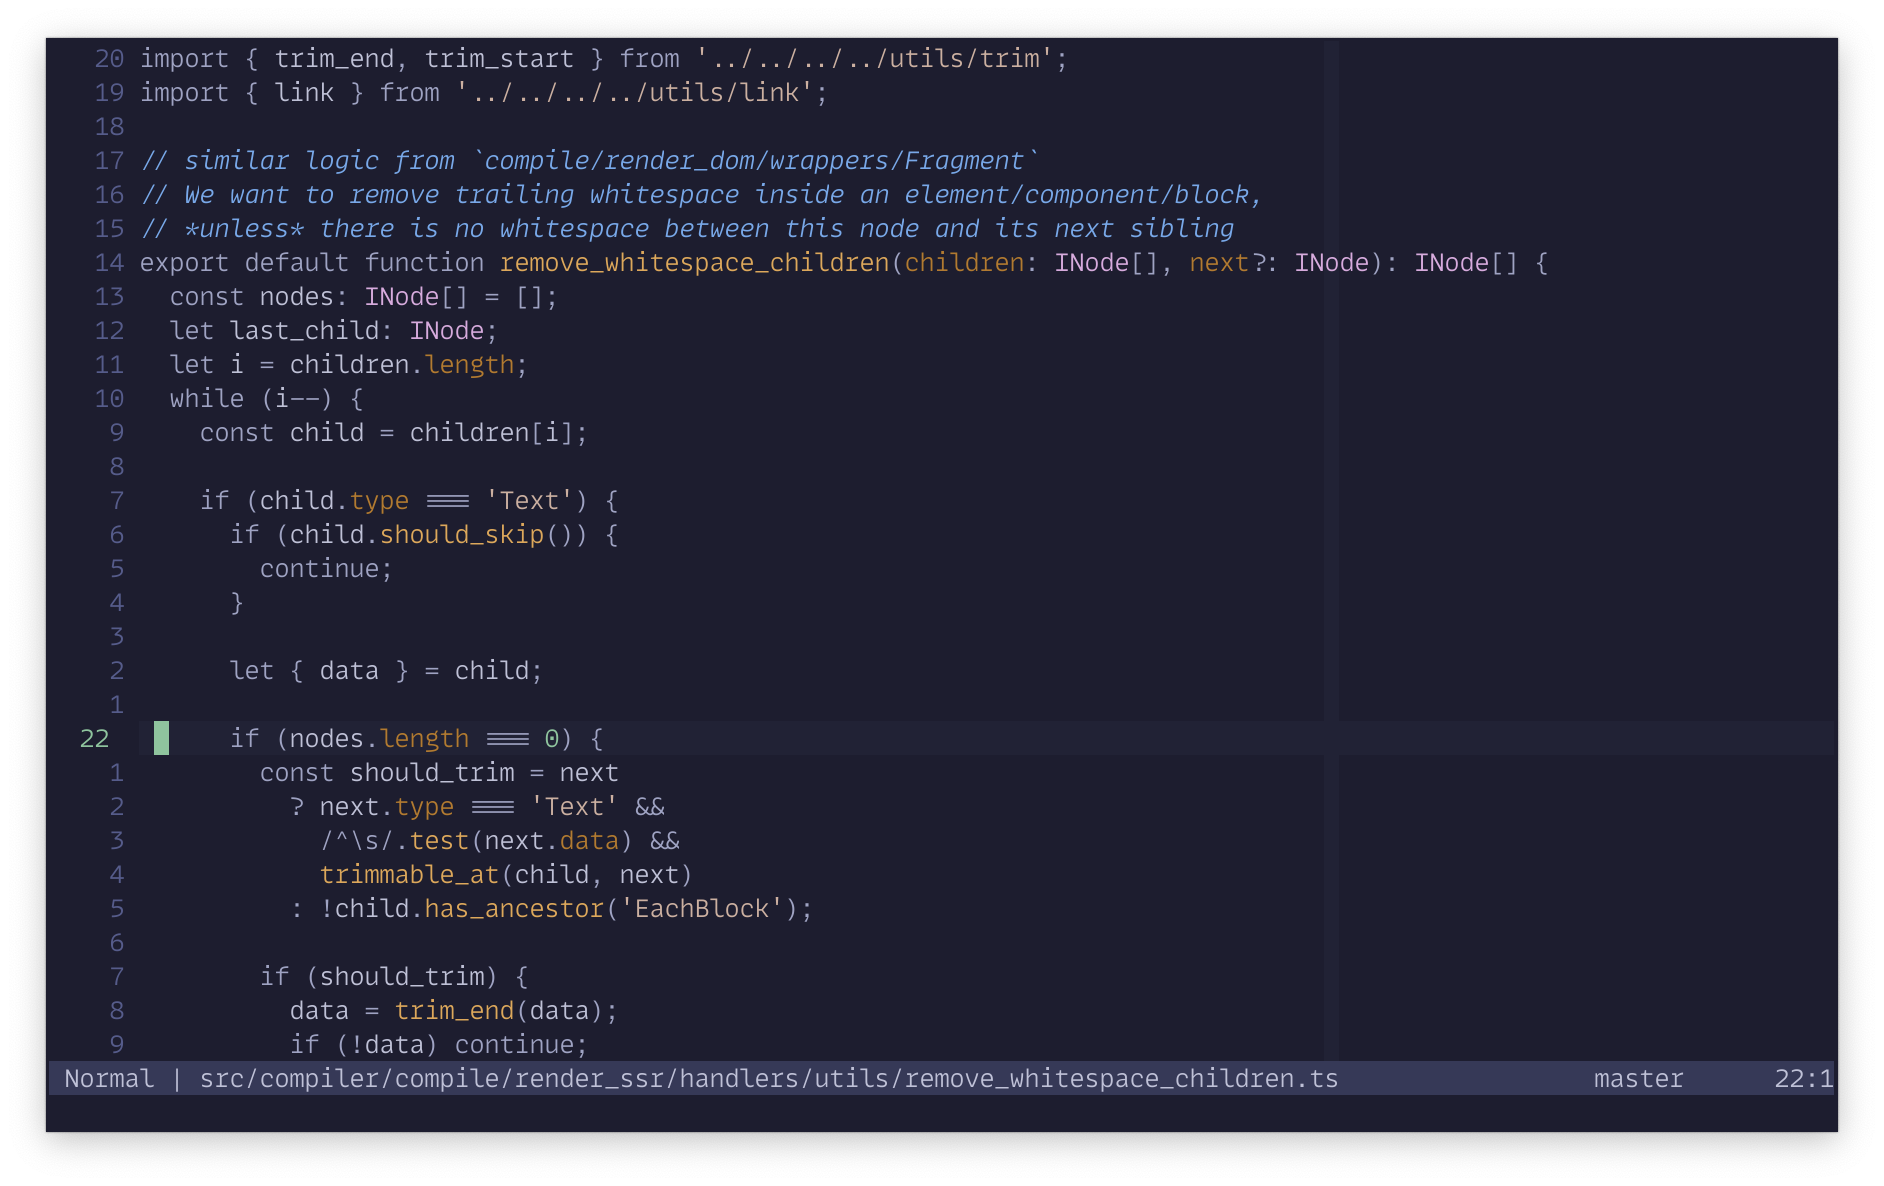 20 import { trim_end, trim_start } from '../../../../utils/trim';
19 import { link } from '../../../../utils/link';
18
17 // similar logic from `compile/render_dom/wrappers/Fragment`
16 // We want to remove trailing whitespace inside an element/component/block,
15 // *unless* there is no whitespace between this node and its next sibling
14 export default function remove_whitespace_children(children: INode[], next?: INode): INode[] {
13   const nodes: INode[] = [];
12   let last_child: INode;
11   let i = children.length;
10   while (i--) {
9     const child = children[i];
8
7     if (child.type === 'Text') {
6       if (child.should_skip()) {
5         continue;
4       }
3
2       let { data } = child;
1
22       if (nodes.length === 0) {
1         const should_trim = next
2           ? next.type === 'Text' &&
3             /^\s/.test(next.data) &&
4             trimmable_at(child, next)
5           : !child.has_ancestor('EachBlock');
6
7         if (should_trim) {
8           data = trim_end(data);
9           if (!data) continue;
Normal | src/compiler/compile/render_ssr/handlers/utils/remove_whitespace_children.ts master 22:1